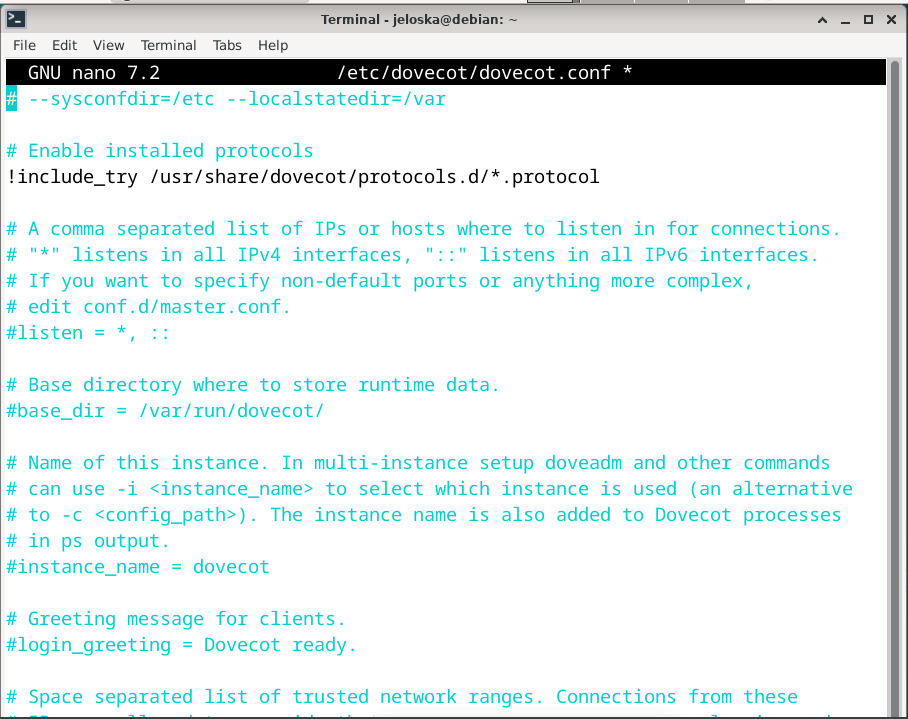 Terminal - jeloska@debian: ~
File Edit View Terminal Tabs Help
GNU nano 7.2 /etc/dovecot/dovecot.conf *
# --sysconfdir=/etc --localstatedir=/var
# Enable installed protocols
!include_try /usr/share/dovecot/protocols.d/*.protocol
# A comma separated list of IPs or hosts where to listen in for connections.
# "*" listens in all IPv4 interfaces, "::" listens in all IPv6 interfaces.
# If you want to specify non-default ports or anything more complex,
# edit conf.d/master.conf.
#listen = *, ::
# Base directory where to store runtime data.
#base_dir = /var/run/dovecot/
# Name of this instance. In multi-instance setup doveadm and other commands
# can use -i <instance_name> to select which instance is used (an alternative
# to -c <config_path>). The instance name is also added to Dovecot processes
# in ps output.
#instance_name = dovecot
# Greeting message for clients.
#login_greeting = Dovecot ready.
# Space separated list of trusted network ranges. Connections from these